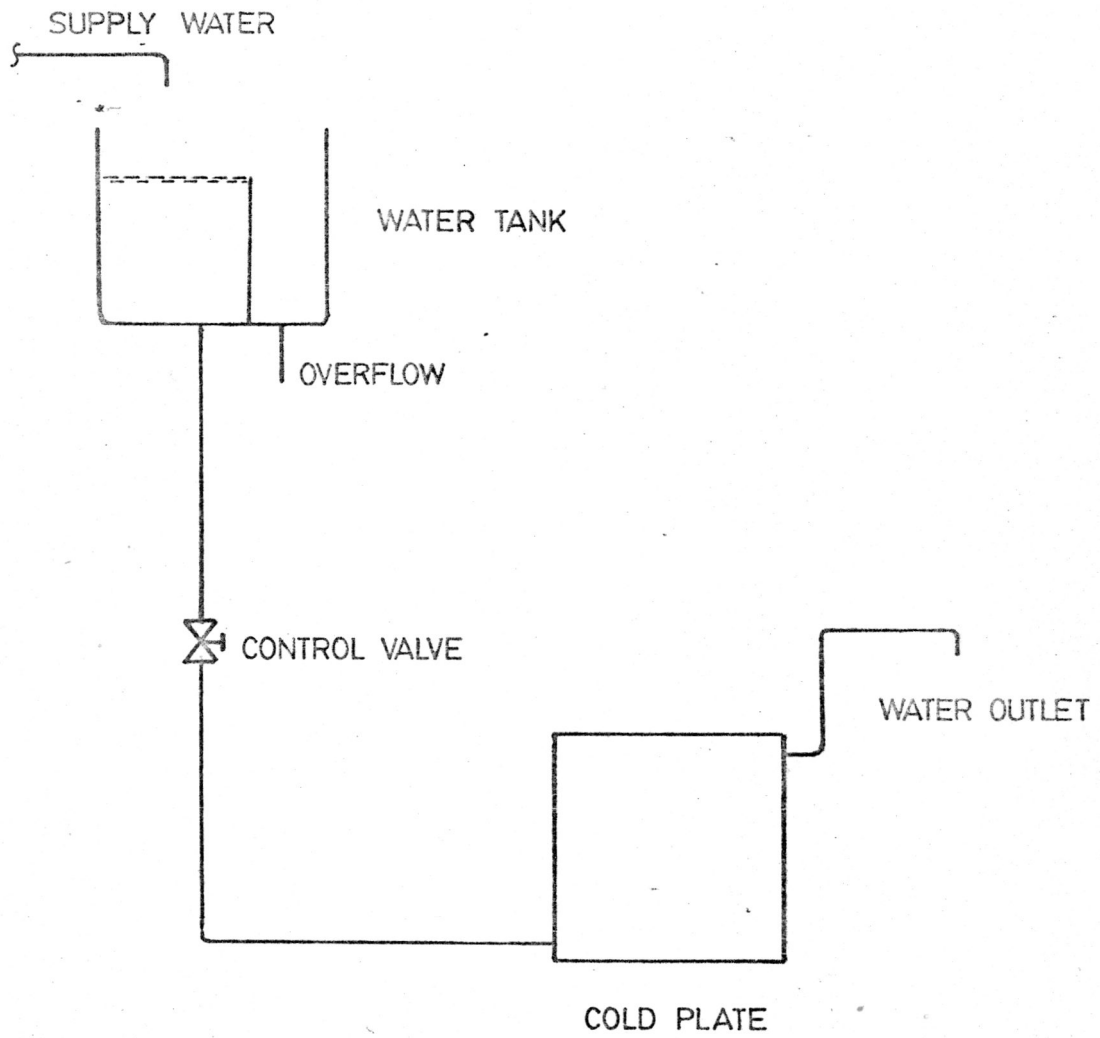 SUPPLY WATER
WATER TANK
OVERFLOW
CONTROL VALVE
WATER OUTLET
COLD PLATE